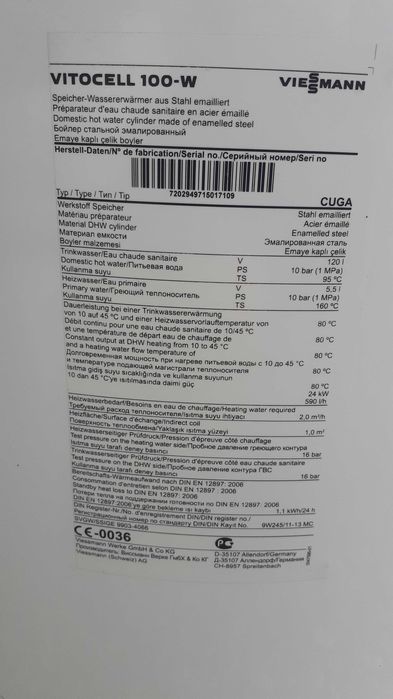 VITOCELL 100-W
VIESSMANN
Speicher-Wassererwärmer aus Stahl emailliert
Préparateur d'eau chaude sanitaire en acier émaillé
Domestic hot water cylinder made of enamelled steel
Бойлер стальной эмалированный
Emaye kaplı çelik boyler
Herstell-Daten/N° de fabrication/Serial no./Серийный номер/Seri no
7202949715017109
Typ / Type / Тип / Tip CUGA
Werkstoff Speicher Stahl emailliert
Matériau préparateur Acier émaillé
Material DHW cylinder Enamelled steel
Материал емкости Эмалированная сталь
Boyler malzemesi Emaye kaplı çelik
Trinkwasser/Eau chaude sanitaire V 120 l
Domestic hot water/Питьевая вода PS 10 bar (1 MPa)
Kullanma suyu TS 95 °C
Heizwasser/Eau primaire V 5,5 l
Primary water/Греющий теплоноситель PS 10 bar (1 MPa)
Kullanma suyu TS 160 °C
Dauerleistung bei einer Trinkwassererwärmung
von 10 auf 45 °C und einer Heizwasservorlauftemperatur von 80 °C
Débit continu pour une eau chaude sanitaire de 10/45 °C
et une température de départ eau de chauffage de 80 °C
Constant output at DHW heating from 10 to 45 °C
and a heating water flow temperature of 80 °C
Долговременная мощность при нагреве питьевой воды с 10 до 45 °C
и температуре подающей магистрали теплоносителя 80 °C
Isıtma gidiş suyu sıcaklığında ve kullanma suyunun 80 °C
10 dan 45 °C'ye ısıtılmasında daimi güç 24 kW
590 l/h
Heizwasserbedarf/Besoins en eau de chauffage/Heating water required
Требуемый расход теплоносителя/Isıtma suyu ihtiyacı 2,0 m³/h
Heizfläche/Surface d'échange/Indirect coil
Поверхность теплообмена/Yaklaşık ısıtma yüzeyi 1,0 m²
Heizwasserseitiger Prüfdruck/Pression d'épreuve côté chauffage
Test pressure on the heating water side/Пробное давление греющего контура
Isıtma suyu tarafı deney basıncı 16 bar
Trinkwasserseitiger Prüfdruck/Pression d'épreuve côté eau chaude sanitaire
Test pressure on the DHW side/Пробное давление контура ГВС
Kullanma suyu tarafı deney basıncı 16 bar
Bereitschafts-Wärmeaufwand nach DIN EN 12897: 2006
Consommation d'entretien selon DIN EN 12897: 2006
Standby heat loss to DIN EN 12897: 2006
Потери тепла на поддержание готовности по DIN EN 12897: 2006
DIN EN 12897-2006'ye göre bekleme ısı kaybı 1,1 kWh/24 h
DIN Register-Nr./No. d'enregistrement DIN/DIN register no./
Регистрационный номер по стандарту DIN/DIN Kayıt No. 9W245/11-13 MC
SVGW/SSIGE 9903-4086
CE-0036
Viessmann Werke GmbH & Co KG D-35107 Allendorf/Germany
Производитель: Виссманн Верке ГмбХ & Ко КГ Д-35107 Аллендорф/Германия
Viessmann (Schweiz) AG CH-8957 Spreitenbach